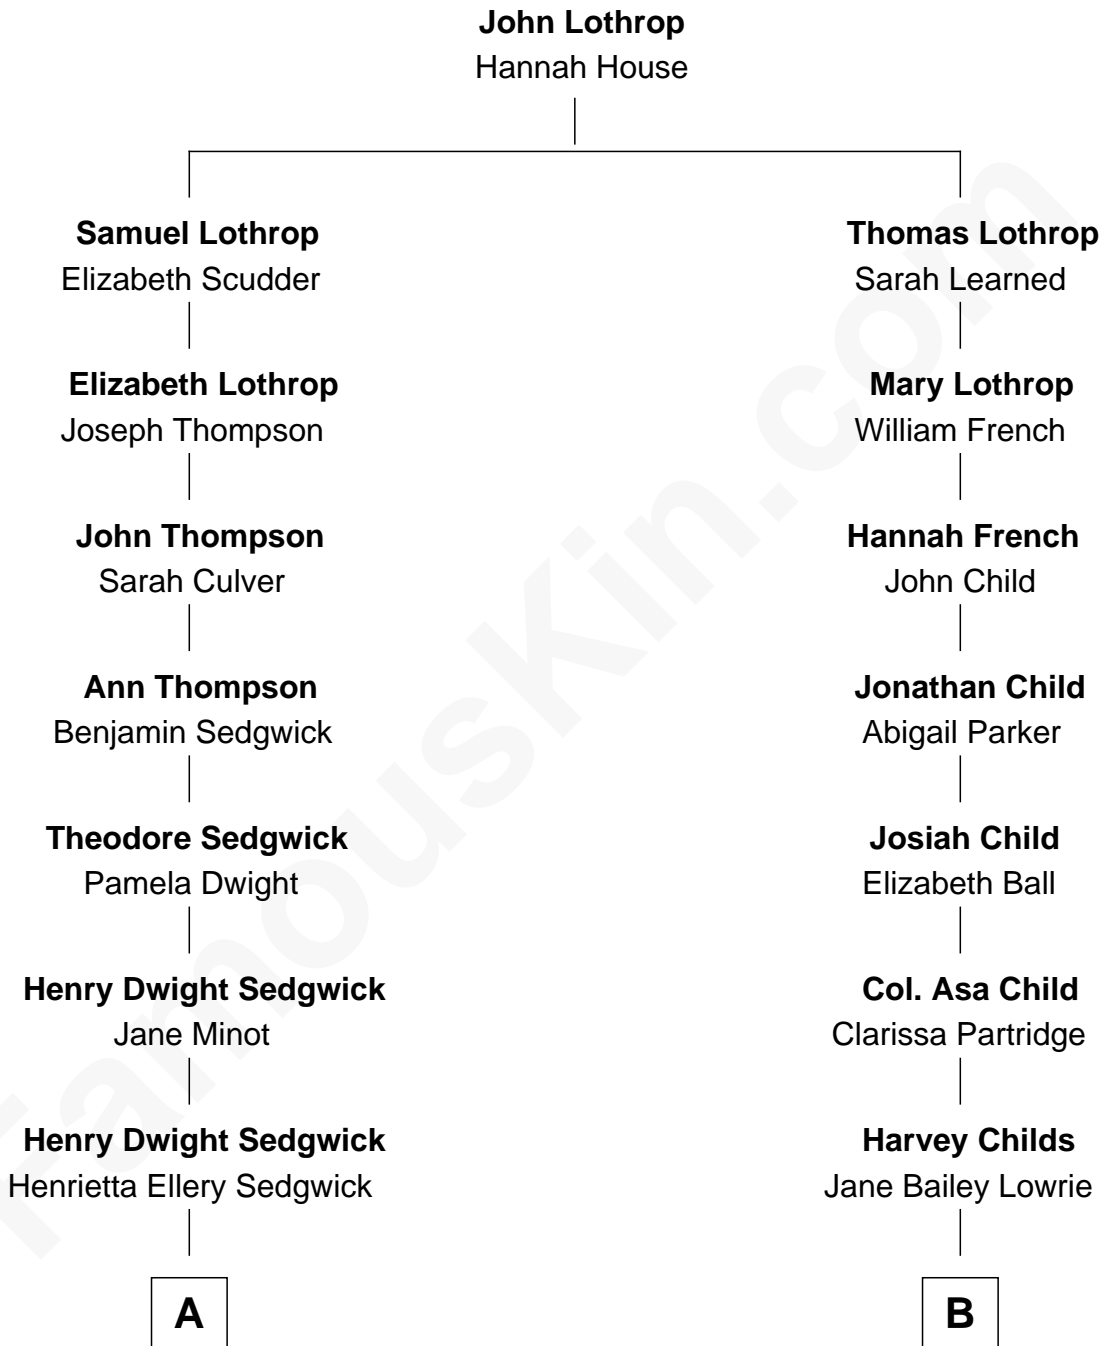 John Lothrop
Hannah House
Samuel Lothrop
Elizabeth Scudder
Elizabeth Lothrop
Joseph Thompson
John Thompson
Sarah Culver
Ann Thompson
Benjamin Sedgwick
Theodore Sedgwick
Pamela Dwight
Henry Dwight Sedgwick
Jane Minot
Henry Dwight Sedgwick
Henrietta Ellery Sedgwick
A
Thomas Lothrop
Sarah Learned
Mary Lothrop
William French
Hannah French
John Child
Jonathan Child
Abigail Parker
Josiah Child
Elizabeth Ball
Col. Asa Child
Clarissa Partridge
Harvey Childs
Jane Bailey Lowrie
B
FamousKin.com